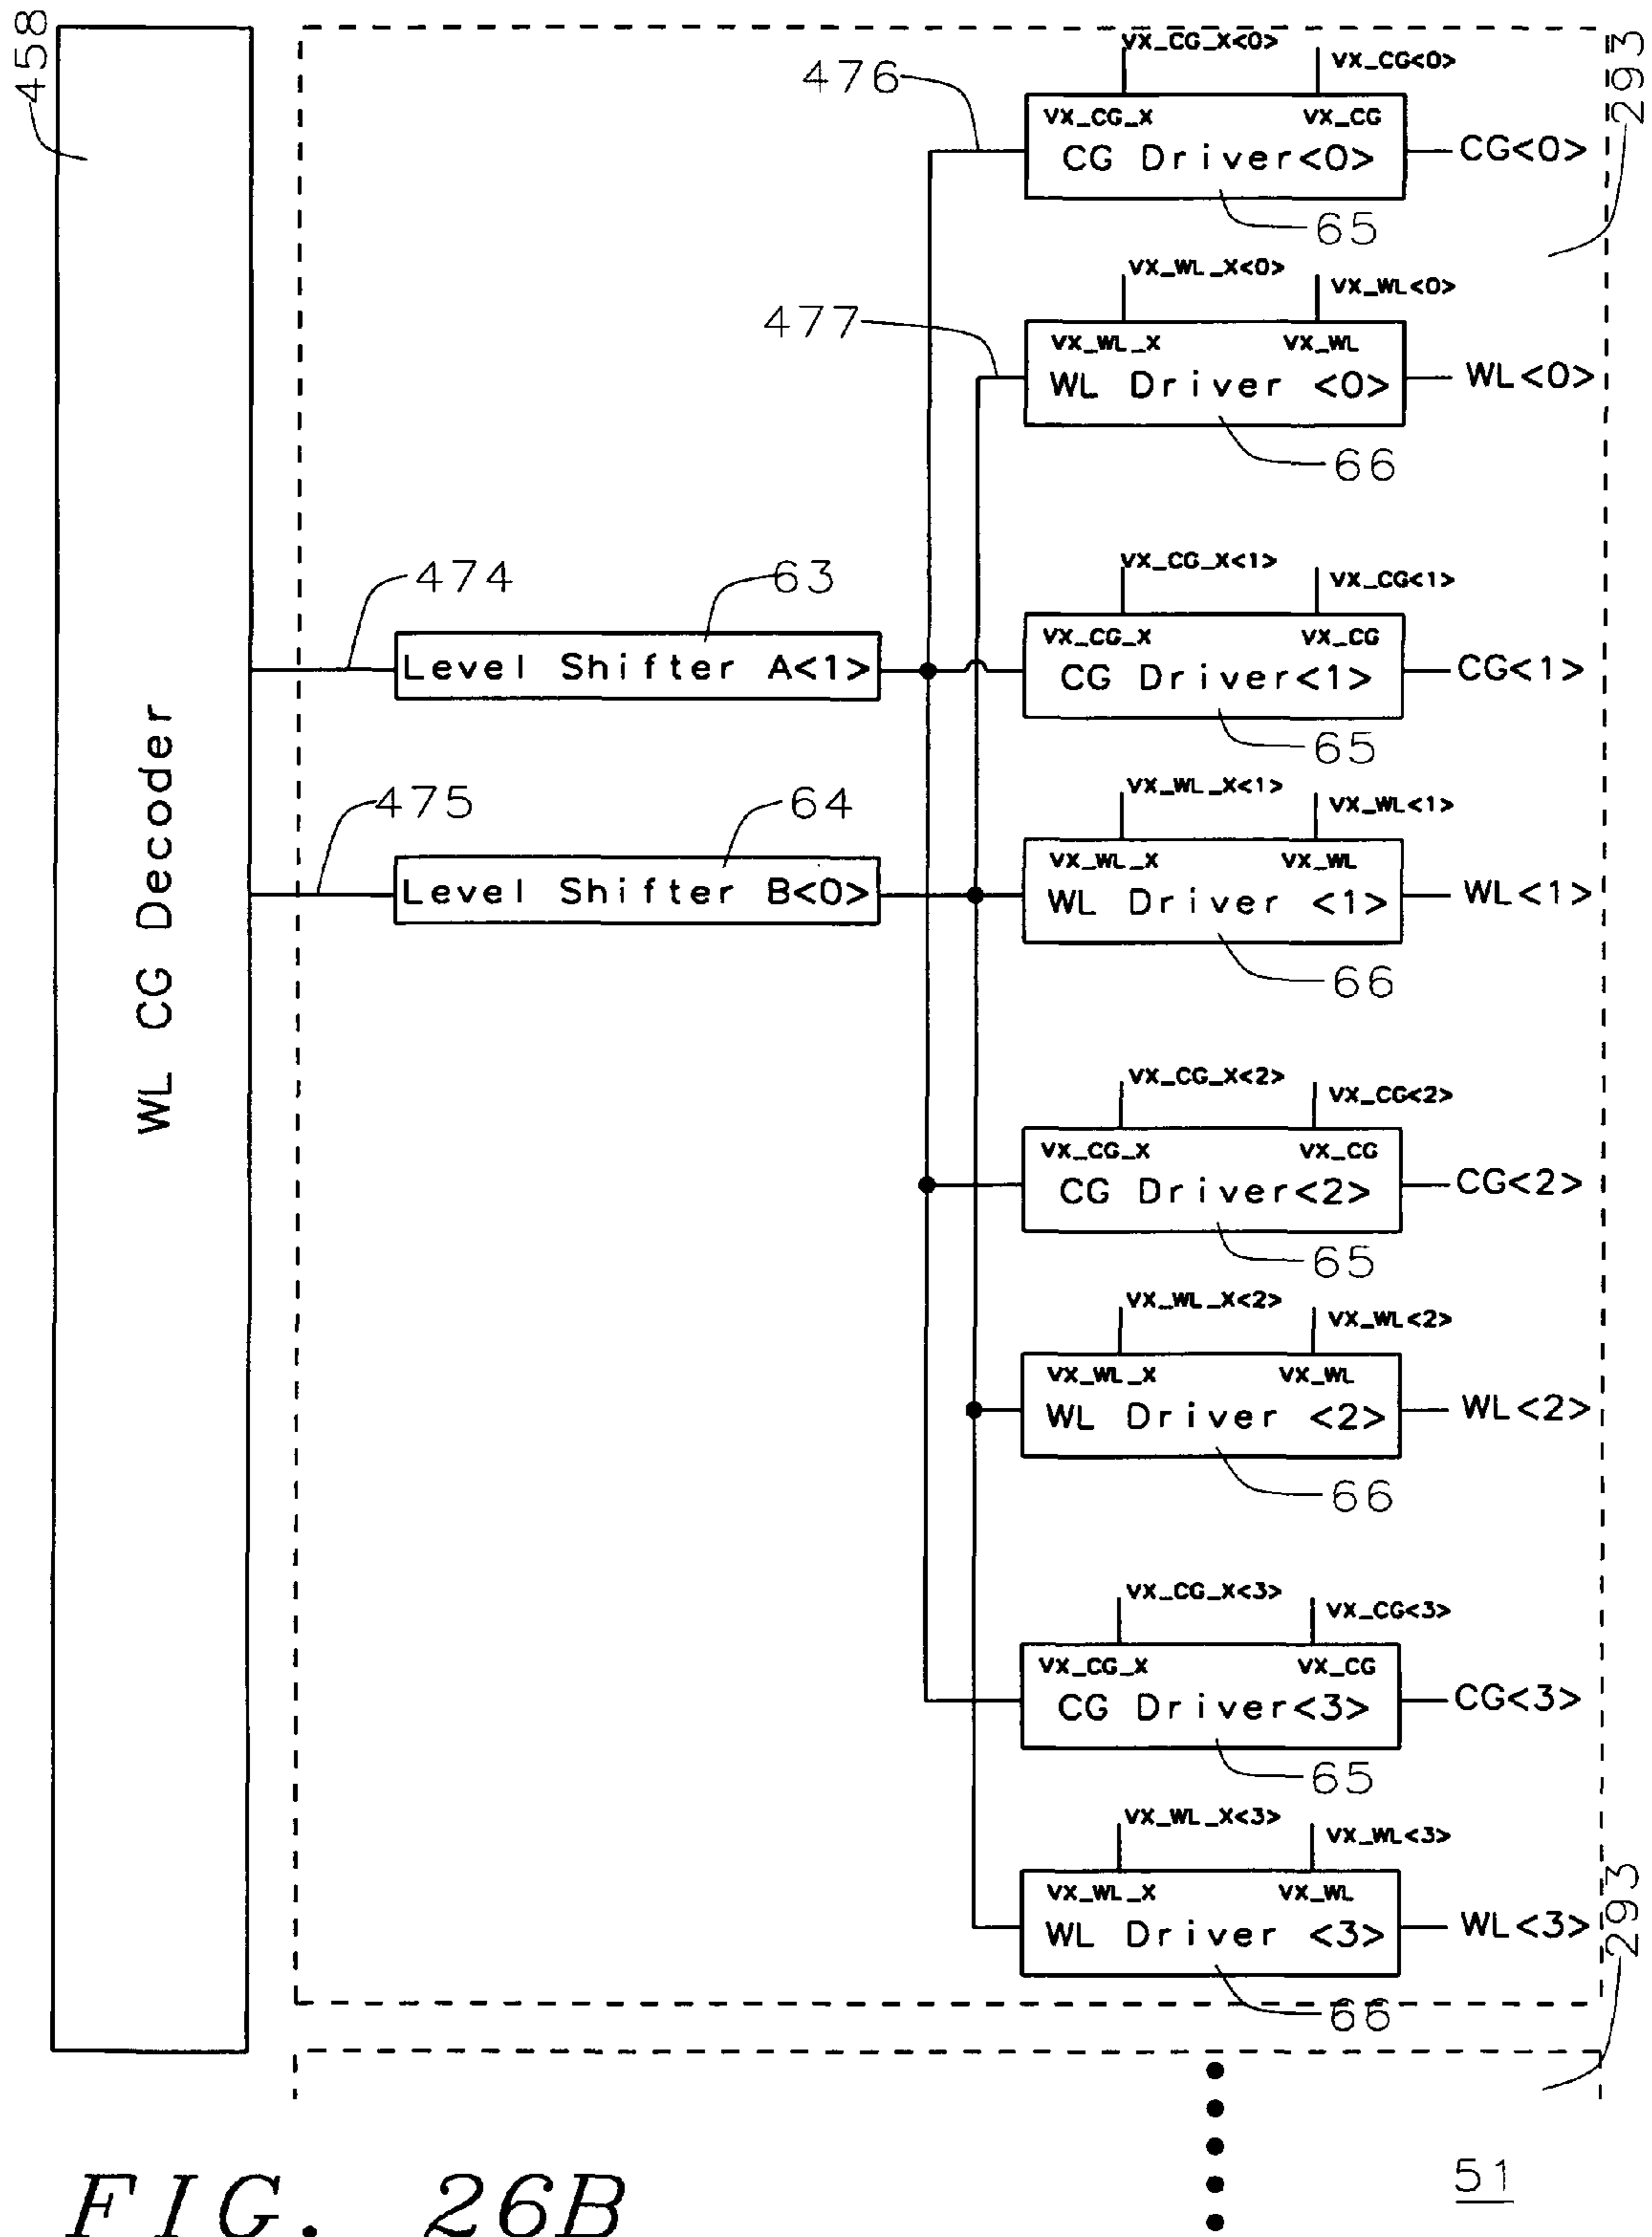 458
VX_CG_X<0>
VX_CG<0>
293
476
VX_CG_X VX_CG
CG Driver<0>
CG<0>
65
VX_WL_X<0>
VX_WL<0>
477
VX_WL_X VX_WL
WL Driver <0>
WL<0>
66
VX_CG_X<1>
VX_CG<1>
474
63
Level Shifter A<1>
VX_CG_X VX_CG
CG Driver<1>
CG<1>
65
WL CG Decoder
VX_WL_X<1>
VX_WL<1>
475
64
Level Shifter B<0>
VX_WL_X VX_WL
WL Driver <1>
WL<1>
66
VX_CG_X<2>
VX_CG<2>
VX_CG_X VX_CG
CG Driver<2>
CG<2>
65
VX_WL_X<2>
VX_WL<2>
VX_WL_X VX_WL
WL Driver <2>
WL<2>
66
VX_CG_X<3>
VX_CG<3>
VX_CG_X VX_CG
CG Driver<3>
CG<3>
65
VX_WL_X<3>
VX_WL<3>
VX_WL_X VX_WL
WL Driver <3>
WL<3>
66
293
51
FIG. 26B